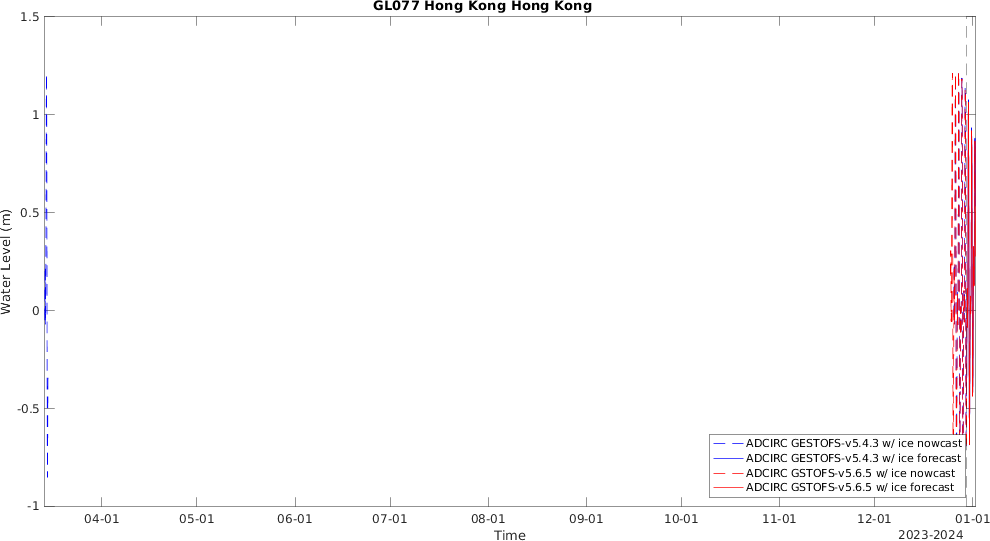 GL077 Hong Kong Hong Kong
1.5
1
0.5
0
-0.5
-1
Water Level (m)
ADCIRC GESTOFS-v5.4.3 w/ ice nowcast
ADCIRC GESTOFS-v5.4.3 w/ ice forecast
ADCIRC GSTOFS-v5.6.5 w/ ice nowcast
ADCIRC GSTOFS-v5.6.5 w/ ice forecast
04-01 05-01 06-01 07-01 08-01 09-01 10-01 11-01 12-01 01-01
Time
2023-2024